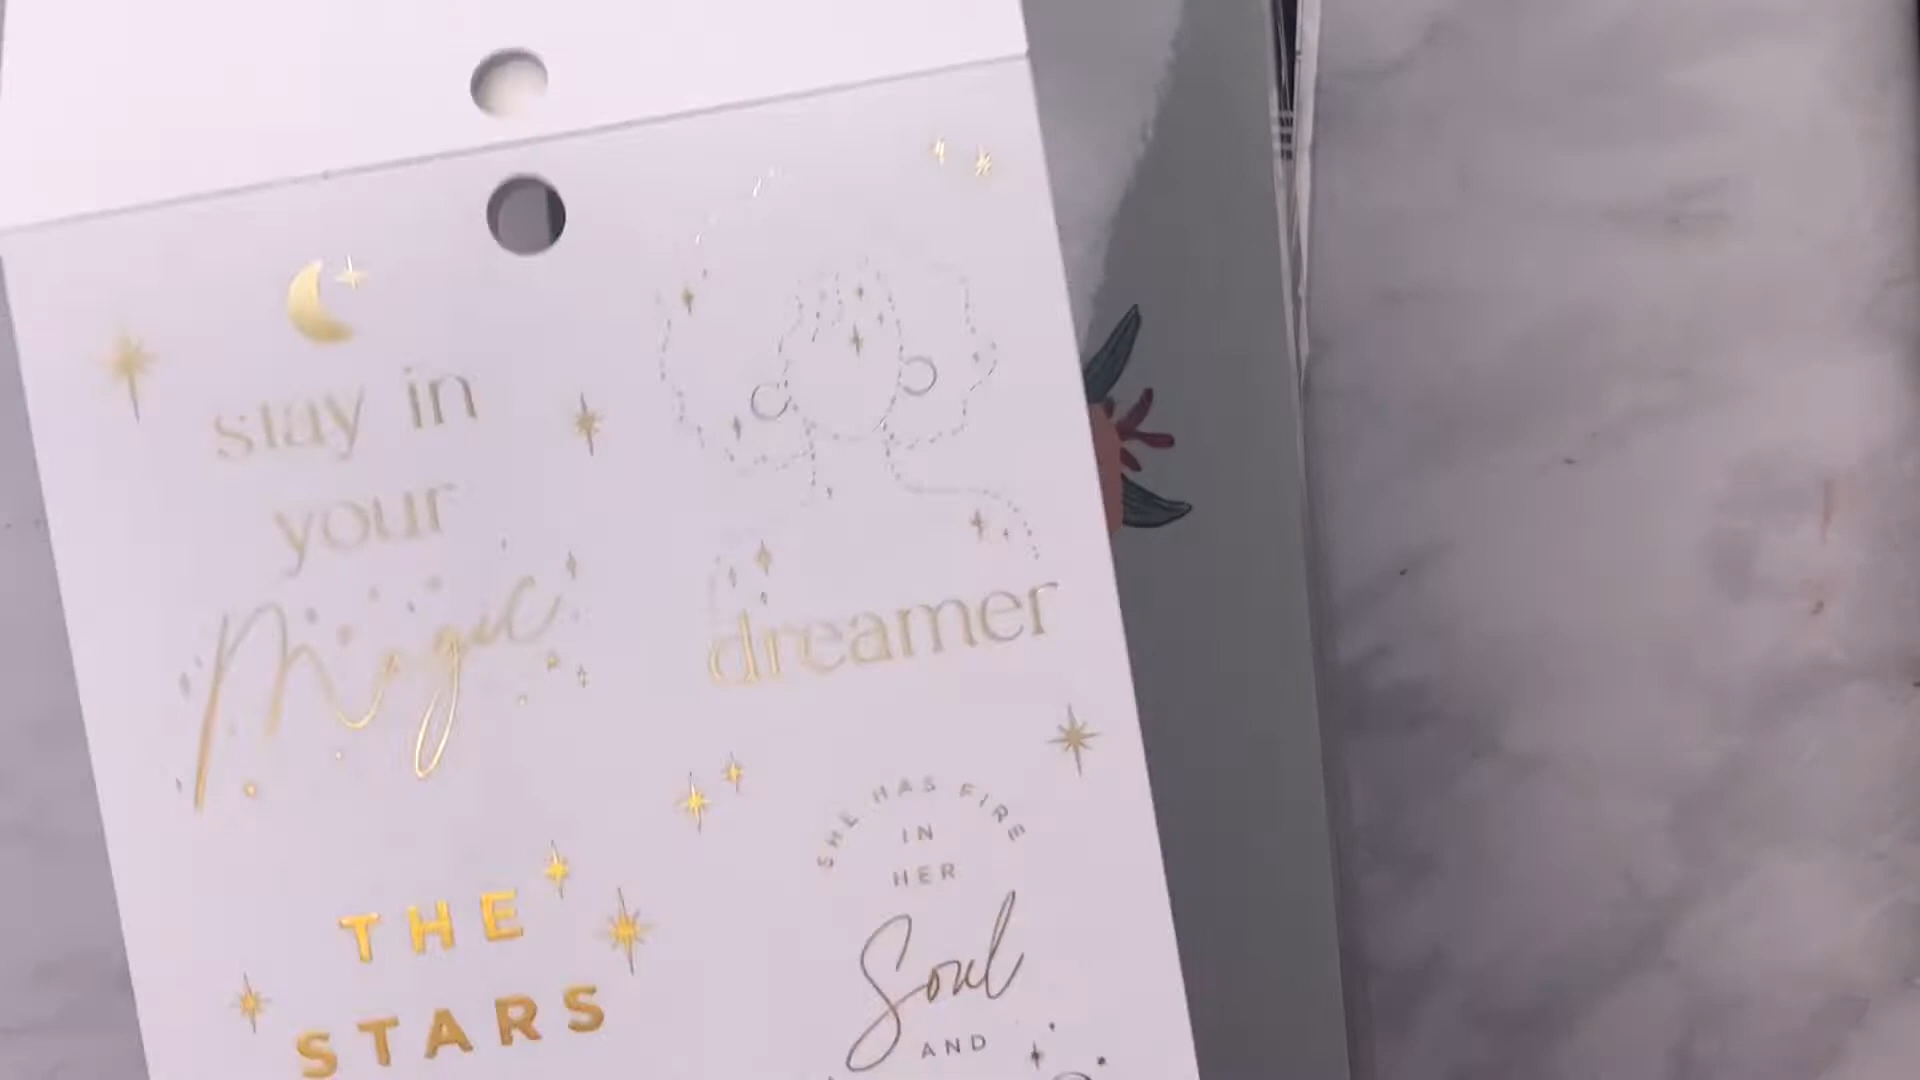 stay in
your
Magic
dreamer
THE
STARS
SHE HAS FIRE
IN
HER
Soul
AND